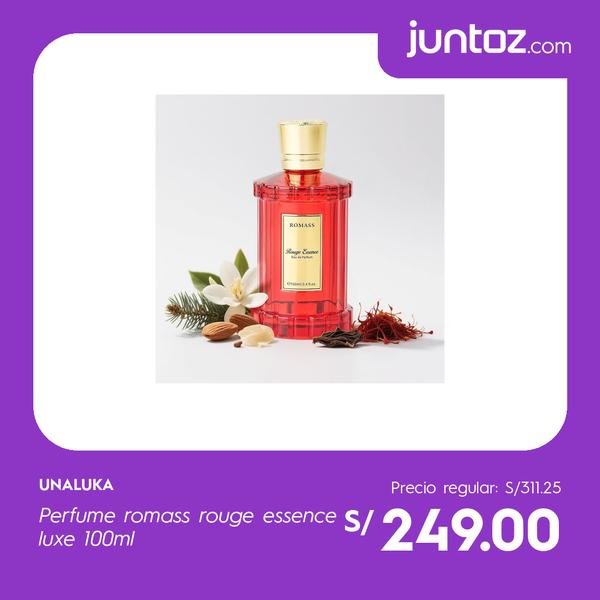 juntoz.com
ROMASS
Rouge Essence
Eau de Parfum
UNALUKA
Precio regular: S/311.25
Perfume romass rouge essence
luxe 100ml
S/ 249.00